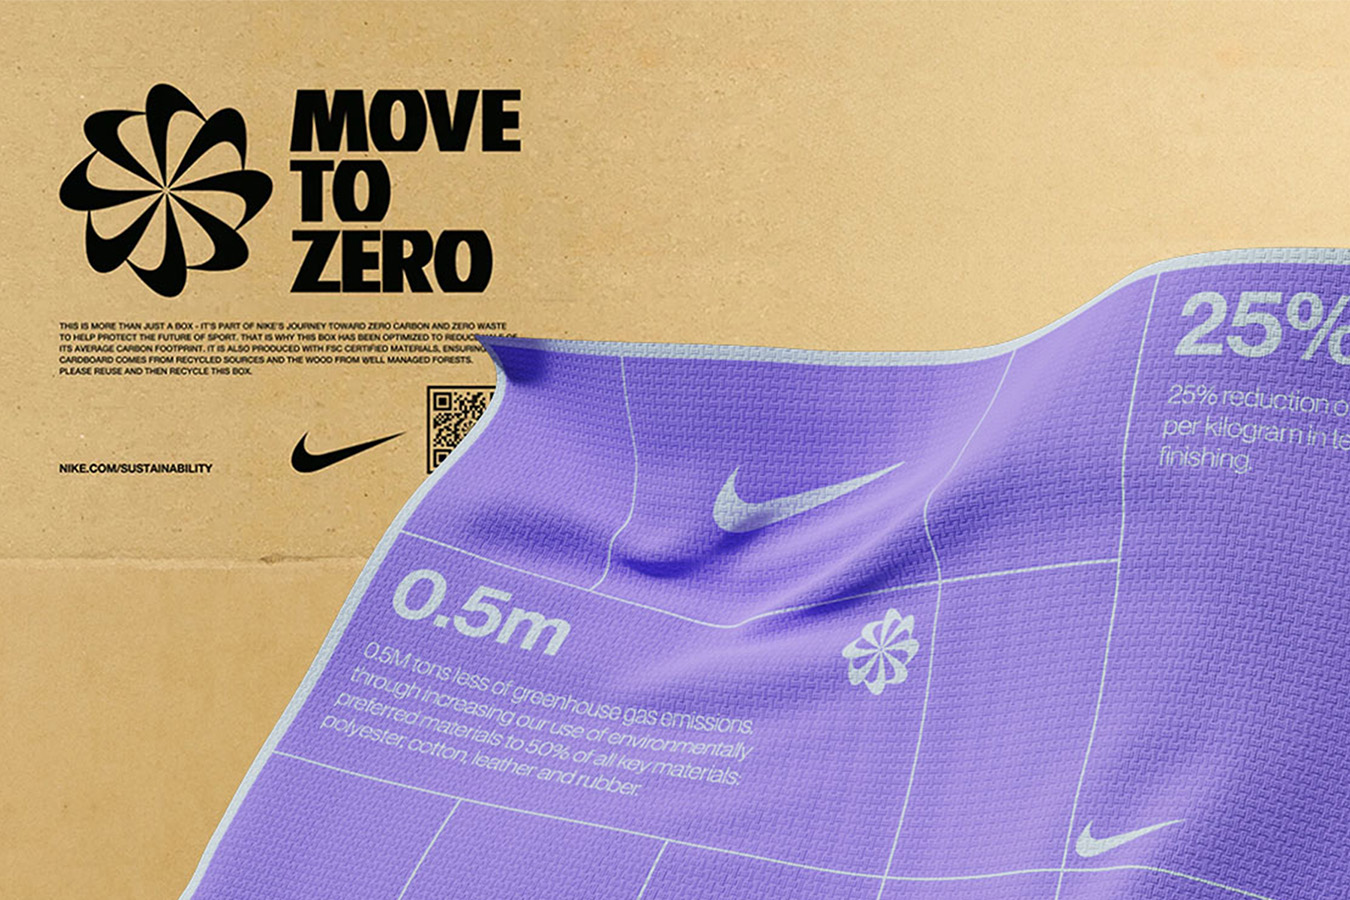 MOVE
TO
ZERO
THIS IS MORE THAN JUST A BOX - IT'S PART OF NIKE'S JOURNEY TOWARD ZERO CARBON AND ZERO WASTE
TO HELP PROTECT THE FUTURE OF SPORT. THAT IS WHY THIS BOX HAS BEEN OPTIMIZED TO REDUCE
ITS AVERAGE CARBON FOOTPRINT. IT IS ALSO PRODUCED WITH FSC CERTIFIED MATERIALS, ENSURING
CARDBOARD COMES FROM RECYCLED SOURCES AND THE WOOD FROM WELL MANAGED FORESTS.
PLEASE REUSE AND THEN RECYCLE THIS BOX.
NIKE.COM/SUSTAINABILITY
25%
25% reduction
per kilogram in
finishing.
0.5m
0.5M tons less of greenhouse gas emissions,
through increasing our use of environmentally
preferred materials to 50% of all key materials:
polyester, cotton, leather and rubber.